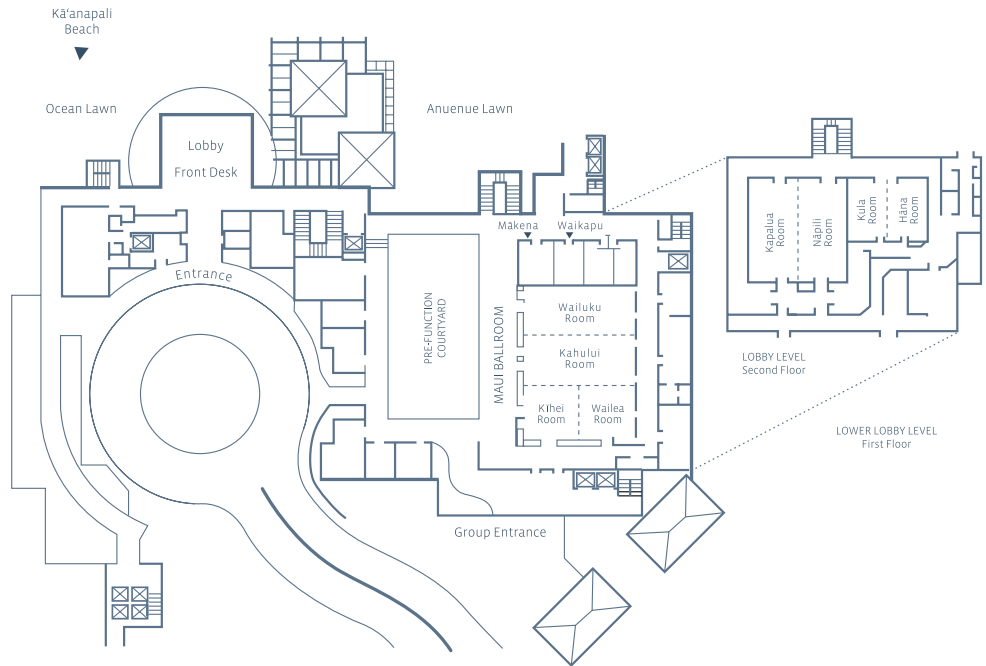 Kāʻanapali
Beach
Ocean Lawn
Anuenue Lawn
Lobby
Front Desk
Entrance
PRE-FUNCTION
COURTYARD
MAUI BALLROOM
Mākena
Waikapu
Wailuku
Room
Kahului
Room
Kīhei
Room
Wailea
Room
Group Entrance
Kapalua
Room
Nāpili
Room
Kula
Room
Hāna
Room
LOBBY LEVEL
Second Floor
LOWER LOBBY LEVEL
First Floor